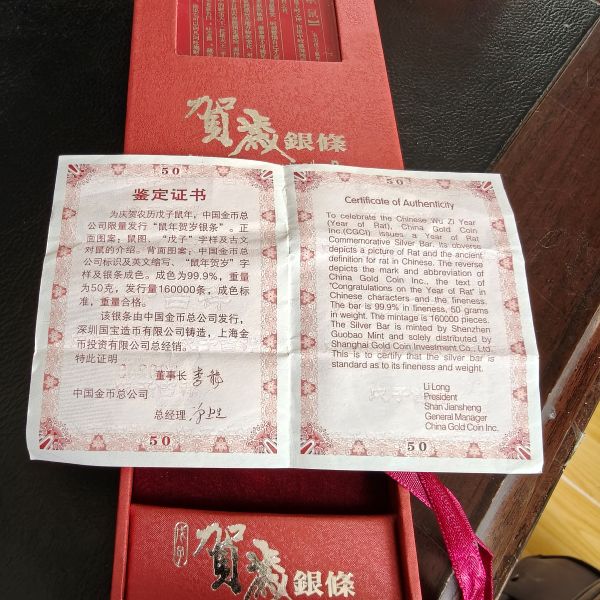 賀歲銀條
50
鉴定证书
为庆贺农历戊子鼠年，中国金币总
公司限量发行“鼠年贺岁银条”。正
面图案：鼠图、“戊子”字样及古文
对鼠的介绍。背面图案：中国金币总
公司标识及英文缩写、“鼠年贺岁”字
样及银条成色。成色为99.9%，重量
为50克，发行量160000条，成色标
准，重量合格。
该银条由中国金币总公司发行，
深圳国宝造币有限公司铸造，上海金
币投资有限公司总经销。
特此证明
董事长
中国金币总公司
总经理
50
50
Certificate of Authenticity
To celebrate the Chinese Wu Zi Year
(Year of Rat), China Gold Coin
Inc.(CGCI) issues a Year of Rat
Commemorative Silver Bar. Its obverse
depicts a picture of Rat and the ancient
definition for rat in Chinese. The reverse
depicts the mark and abbreviation of
China Gold Coin Inc., the text of
"Congratulations on the Year of Rat" in
Chinese characters and the fineness.
The bar is 99.9% in fineness, 50 grams
in weight. The mintage is 160000 pieces.
The Silver Bar is minted by Shenzhen
Guobao Mint and solely distributed by
Shanghai Gold Coin Investment Co., Ltd.
This is to certify that the silver bar is
standard as to its fineness and weight.
Li Long
President
Shan Jiansheng
General Manager
China Gold Coin Inc.
50
戊子
賀歲銀條